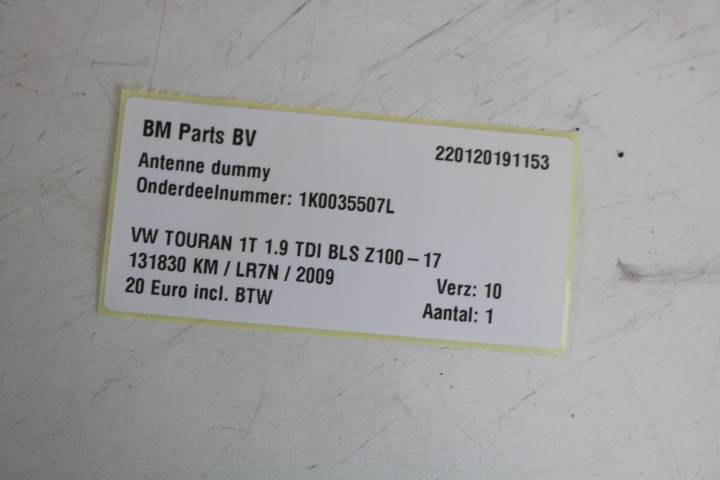 BM Parts BV
220120191153
Antenne dummy
Onderdeelnummer: 1K0035507L
VW TOURAN 1T 1.9 TDI BLS Z100-17
131830 KM / LR7N / 2009
Verz: 10
20 Euro incl. BTW
Aantal: 1